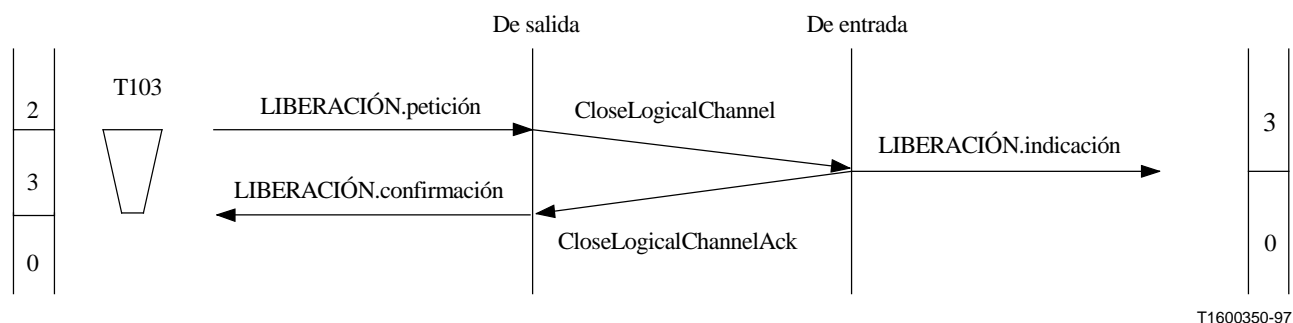 De salida
De entrada
T103
2
LIBERACIÓN.petición
CloseLogicalChannel
3
LIBERACIÓN.indicación
3
LIBERACIÓN.confirmación
CloseLogicalChannelAck
0
0
T1600350-97